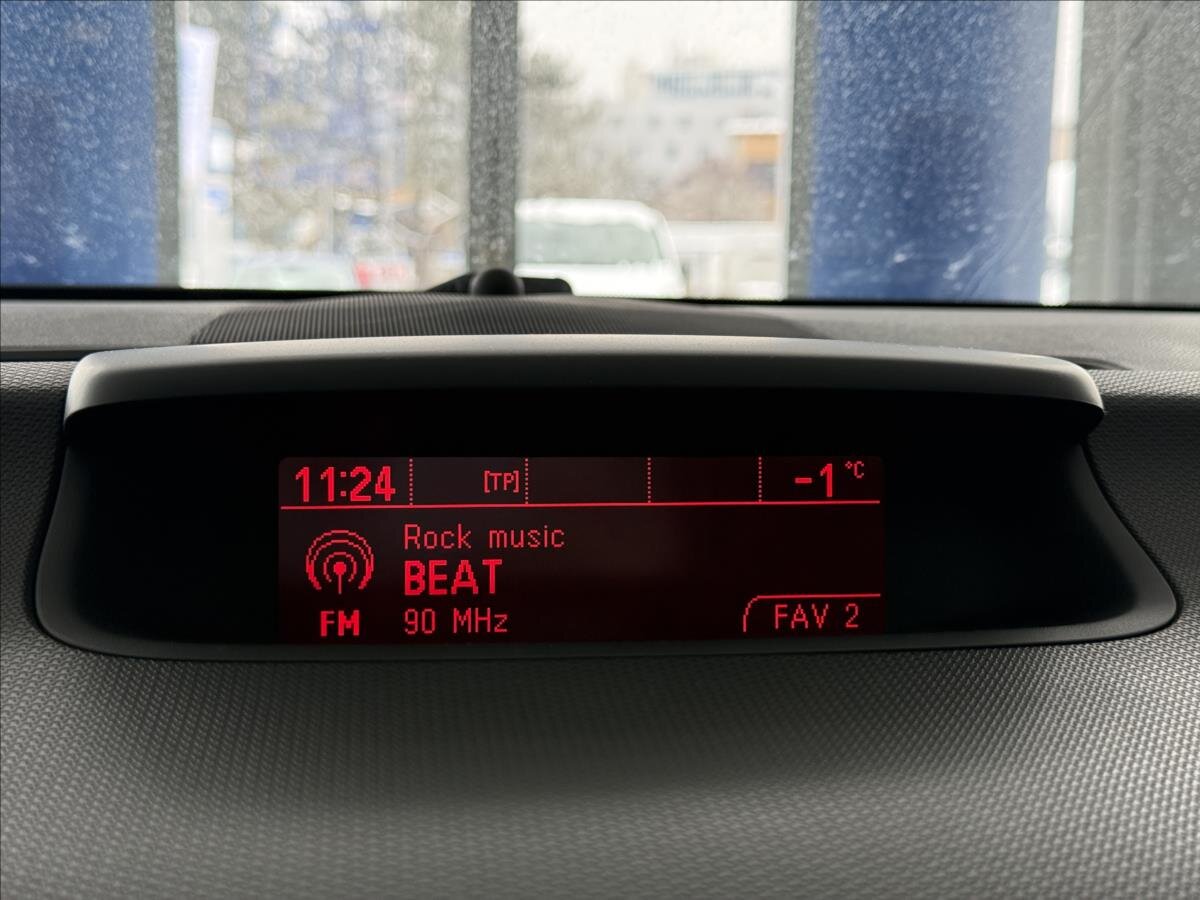 11:24 [TP] -1 °C
Rock music
BEAT
FM 90 MHz FAV 2